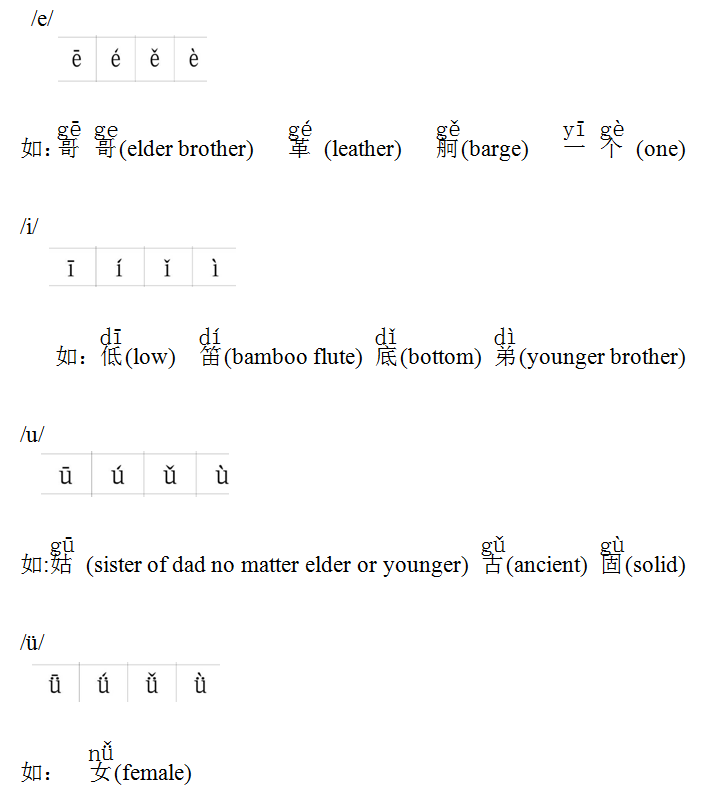 /e/
ē é ě è
gē ge gé gě yī gè
如：哥 哥(elder brother) 革 (leather) 舸(barge) 一 个 (one)
/i/
ī í ǐ ì
dī dí dǐ dì
如：低(low) 笛(bamboo flute) 底(bottom) 弟(younger brother)
/u/
ū ú ǔ ù
gū gǔ gù
如:姑 (sister of dad no matter elder or younger) 古(ancient) 固(solid)
/ü/
ǖ ǘ ǚ ǜ
nǚ
如： 女(female)